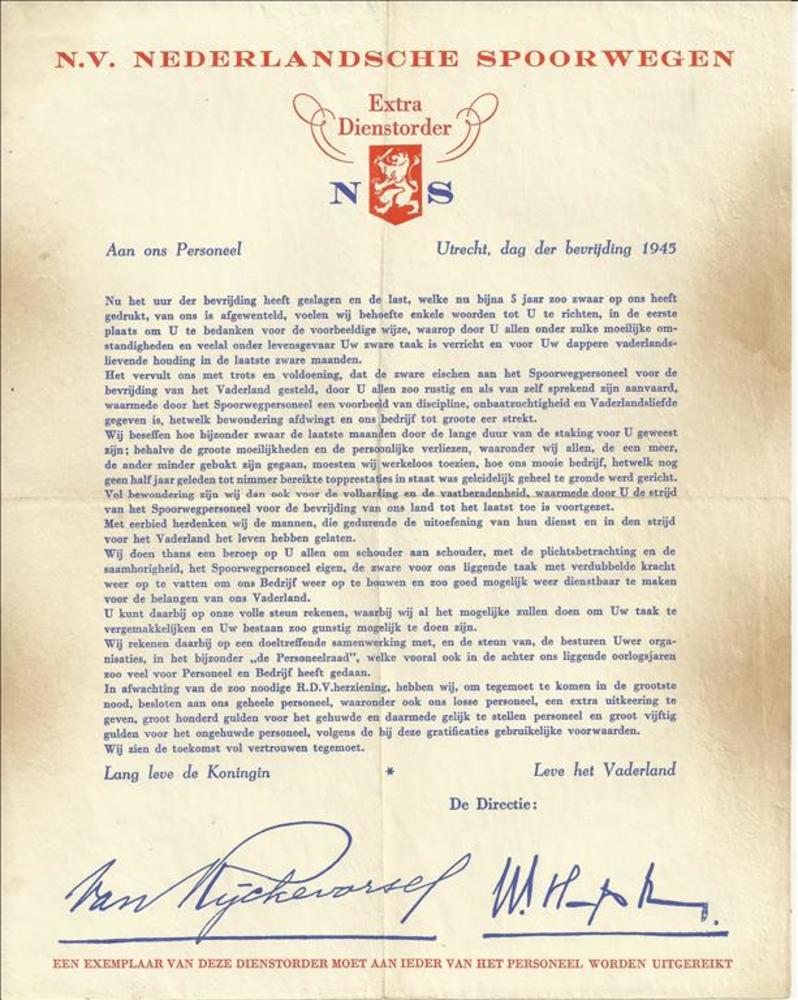 N.V. NEDERLANDSCHE SPOORWEGEN
Extra
Dienstorder
N S
Aan ons Personeel
Utrecht, dag der bevrijding 1945
Nu het uur der bevrijding heeft geslagen en de last, welke nu bijna 5 jaar zoo zwaar op ons heeft
gedrukt, van ons is afgewenteld, voelen wij behoefte enkele woorden tot U te richten, in de eerste
plaats om U te bedanken voor de voorbeeldige wijze, waarop door U allen onder zulke moeilijke om-
standigheden en veelal onder levensgevaar Uw zware taak is verricht en voor Uw dappere vaderlands-
lievende houding in de laatste zware maanden.
Het vervult ons met trots en voldoening, dat de zware eischen aan het Spoorwegpersoneel voor de
bevrijding van het Vaderland gesteld, door U allen zoo rustig en als van zelf sprekend zijn aanvaard,
waarmede door het Spoorwegpersoneel een voorbeeld van discipline, onbaatzuchtigheid en Vaderlandsliefde
gegeven is, hetwelk bewondering afdwingt en ons bedrijf tot groote eer strekt.
Wij beseffen hoe bijzonder zwaar de laatste maanden door de lange duur van de staking voor U geweest
zijn; behalve de groote moeilijkheden en de persoonlijke verliezen, waaronder wij allen, de een meer,
de ander minder gebukt zijn gegaan, moesten wij werkeloos toezien, hoe ons mooie bedrijf, hetwelk nog
geen half jaar geleden tot nimmer bereikte topprestaties in staat was geleidelijk geheel te gronde werd gericht.
Vol bewondering zijn wij dan ook voor de volharding en de vastberadenheid, waarmede door U de strijd
van het Spoorwegpersoneel voor de bevrijding van ons land tot het laatst toe is voortgezet.
Met eerbied herdenken wij de mannen, die gedurende de uitoefening van hun dienst en in den strijd
voor het Vaderland het leven hebben gelaten.
Wij doen thans een beroep op U allen om schouder aan schouder, met de plichtsbetrachting en de
saamhorigheid, het Spoorwegpersoneel eigen, de zware voor ons liggende taak met verdubbelde kracht
weer op te vatten om ons Bedrijf weer op te bouwen en zoo goed mogelijk weer dienstbaar te maken
voor de belangen van ons Vaderland.
U kunt daarbij op onze volle steun rekenen, waarbij wij al het mogelijke zullen doen om Uw taak te
vergemakkelijken en Uw bestaan zoo gunstig mogelijk te doen zijn.
Wij rekenen daarbij op een doeltreffende samenwerking met, en de steun van, de besturen Uwer orga-
nisaties, in het bijzonder „de Personeelraad”, welke vooral ook in de achter ons liggende oorlogsjaren
zoo veel voor Personeel en Bedrijf heeft gedaan.
In afwachting van de zoo noodige R.D.V.herziening, hebben wij, om tegemoet te komen in de grootste
nood, besloten aan ons geheele personeel, waaronder ook ons losse personeel, een extra uitkeering te
geven, groot honderd gulden voor het gehuwde en daarmede gelijk te stellen personeel en groot vijftig
gulden voor het ongehuwde personeel, volgens de bij deze gratificaties gebruikelijke voorwaarden.
Wij zien de toekomst vol vertrouwen tegemoet.
Lang leve de Koningin * Leve het Vaderland
De Directie:
Van Rijckevorsel
EEN EXEMPLAAR VAN DEZE DIENSTORDER MOET AAN IEDER VAN HET PERSONEEL WORDEN UITGEREIKT